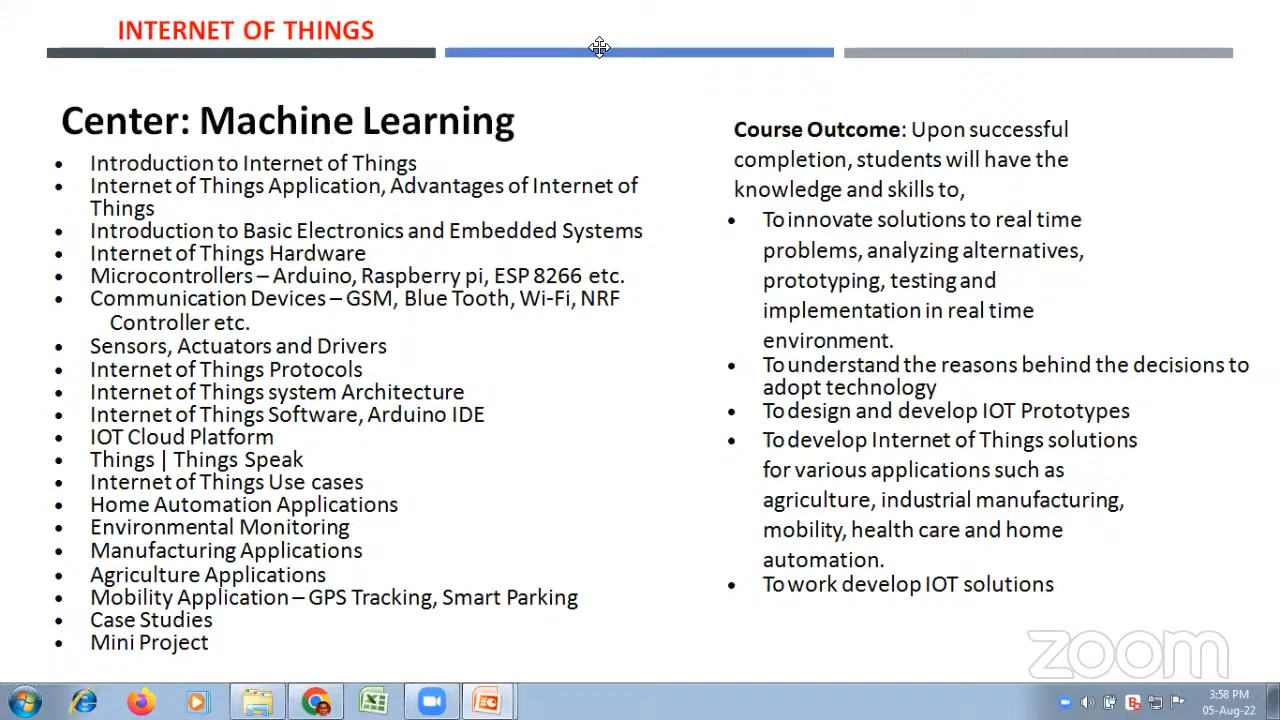 INTERNET OF THINGS
Center: Machine Learning
• Introduction to Internet of Things
• Internet of Things Application, Advantages of Internet of
Things
• Introduction to Basic Electronics and Embedded Systems
• Internet of Things Hardware
• Microcontrollers – Arduino, Raspberry pi, ESP 8266 etc.
• Communication Devices – GSM, Blue Tooth, Wi-Fi, NRF
Controller etc.
• Sensors, Actuators and Drivers
• Internet of Things Protocols
• Internet of Things system Architecture
• Internet of Things Software, Arduino IDE
• IOT Cloud Platform
• Things | Things Speak
• Internet of Things Use cases
• Home Automation Applications
• Environmental Monitoring
• Manufacturing Applications
• Agriculture Applications
• Mobility Application – GPS Tracking, Smart Parking
• Case Studies
• Mini Project
Course Outcome: Upon successful
completion, students will have the
knowledge and skills to,
• To innovate solutions to real time
problems, analyzing alternatives,
prototyping, testing and
implementation in real time
environment.
• To understand the reasons behind the decisions to
adopt technology
• To design and develop IOT Prototypes
• To develop Internet of Things solutions
for various applications such as
agriculture, industrial manufacturing,
mobility, health care and home
automation.
• To work develop IOT solutions
zoom
3:58 PM
05-Aug-22